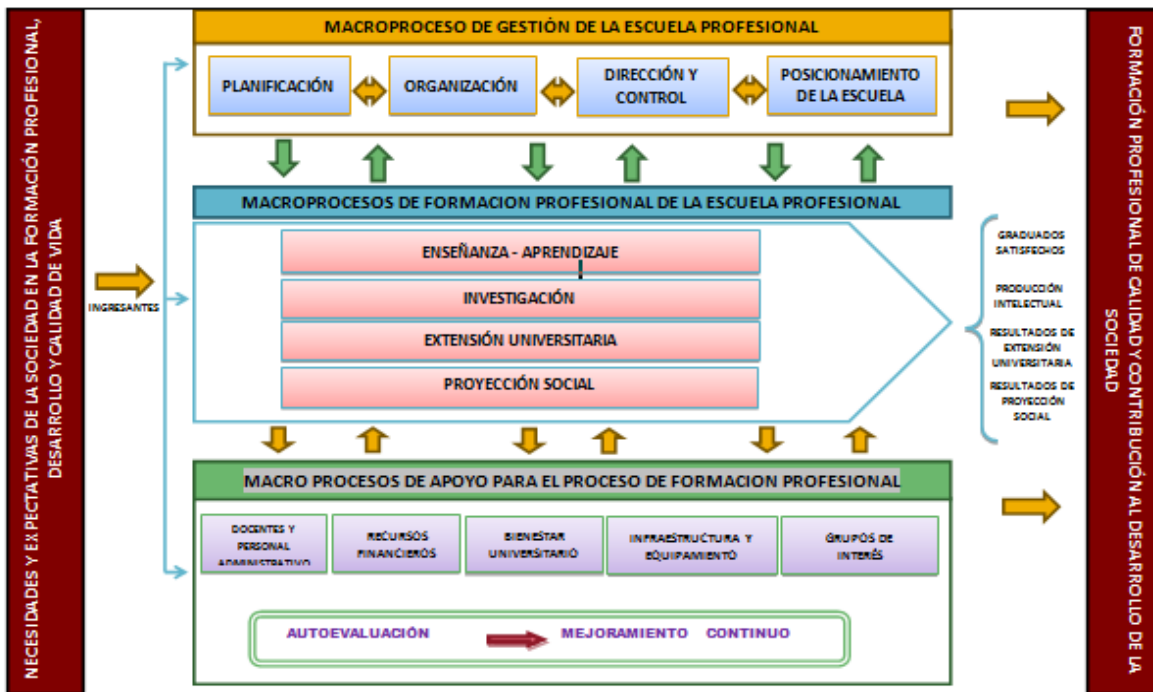 NECESIDADES Y EXPECTATIVAS DE LA SOCIEDAD EN LA FORMACIÓN PROFESIONAL,
DESARROLLO Y CALIDAD DE VIDA
INGRESANTES
MACROPROCESO DE GESTIÓN DE LA ESCUELA PROFESIONAL
PLANIFICACIÓN
ORGANIZACIÓN
DIRECCIÓN Y
CONTROL
POSICIONAMIENTO
DE LA ESCUELA
MACROPROCESOS DE FORMACION PROFESIONAL DE LA ESCUELA PROFESIONAL
ENSEÑANZA - APRENDIZAJE
INVESTIGACIÓN
EXTENSIÓN UNIVERSITARIA
PROYECCIÓN SOCIAL
GRADUADOS
SATISFECHOS
PRODUCCIÓN
INTELECTUAL
RESULTADOS DE
EXTENSIÓN
UNIVERSITARIA
RESULTADOS DE
PROYECCIÓN
SOCIAL
MACRO PROCESOS DE APOYO PARA EL PROCESO DE FORMACION PROFESIONAL
DOCENTES Y
PERSONAL
ADMINISTRATIVO
RECURSOS
FINANCIEROS
BIENESTAR
UNIVERSITARIO
INFRAESTRUCTURA Y
EQUIPAMIENTO
GRUPOS DE
INTERÉS
AUTOEVALUACIÓN
MEJORAMIENTO CONTINUO
FORMACIÓN PROFESIONAL DE CALIDAD Y CONTRIBUCIÓN AL DESARROLLO DE LA
SOCIEDAD